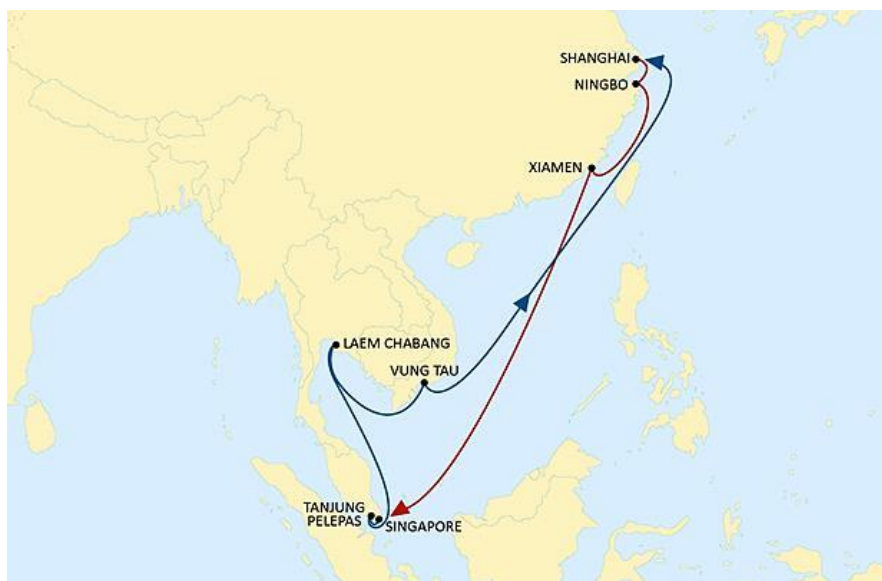 SHANGHAI
NINGBO
XIAMEN
LAEM CHABANG
VUNG TAU
TANJUNG
PELEPAS
SINGAPORE